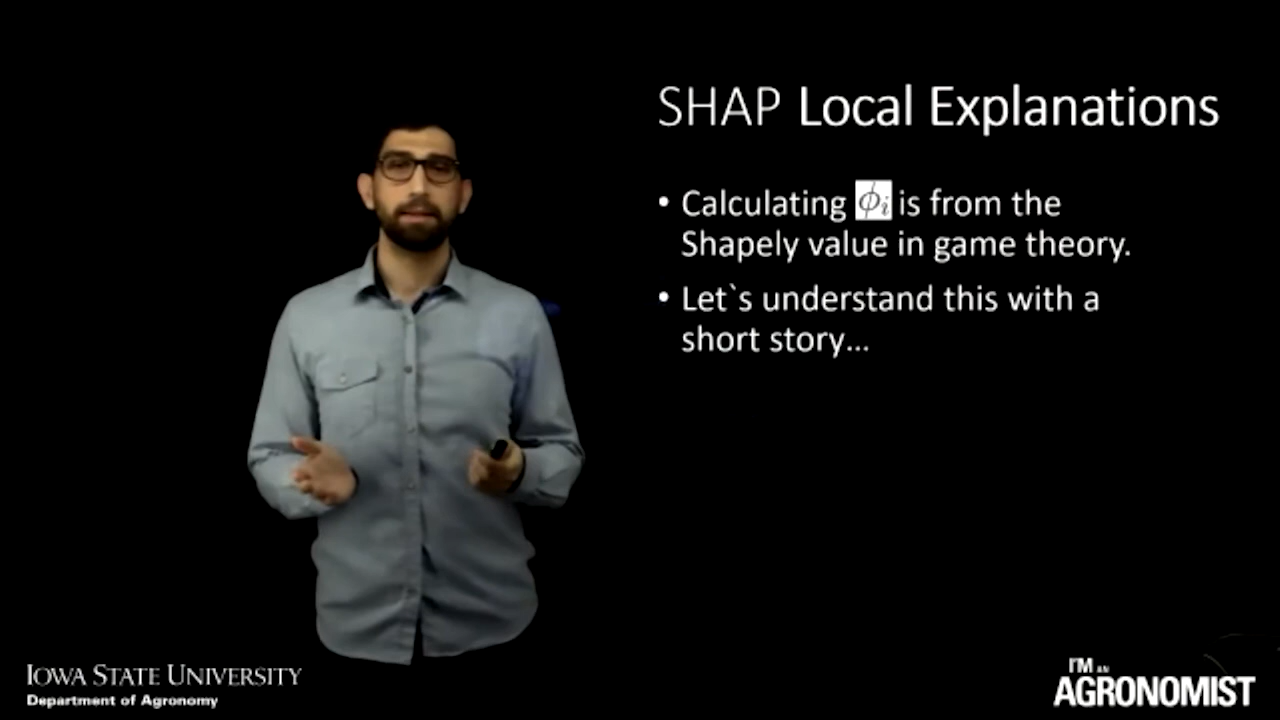 SHAP Local Explanations
• Calculating ϕi is from the
Shapely value in game theory.
• Let`s understand this with a
short story...
IOWA STATE UNIVERSITY
Department of Agronomy
I'M AN
AGRONOMIST